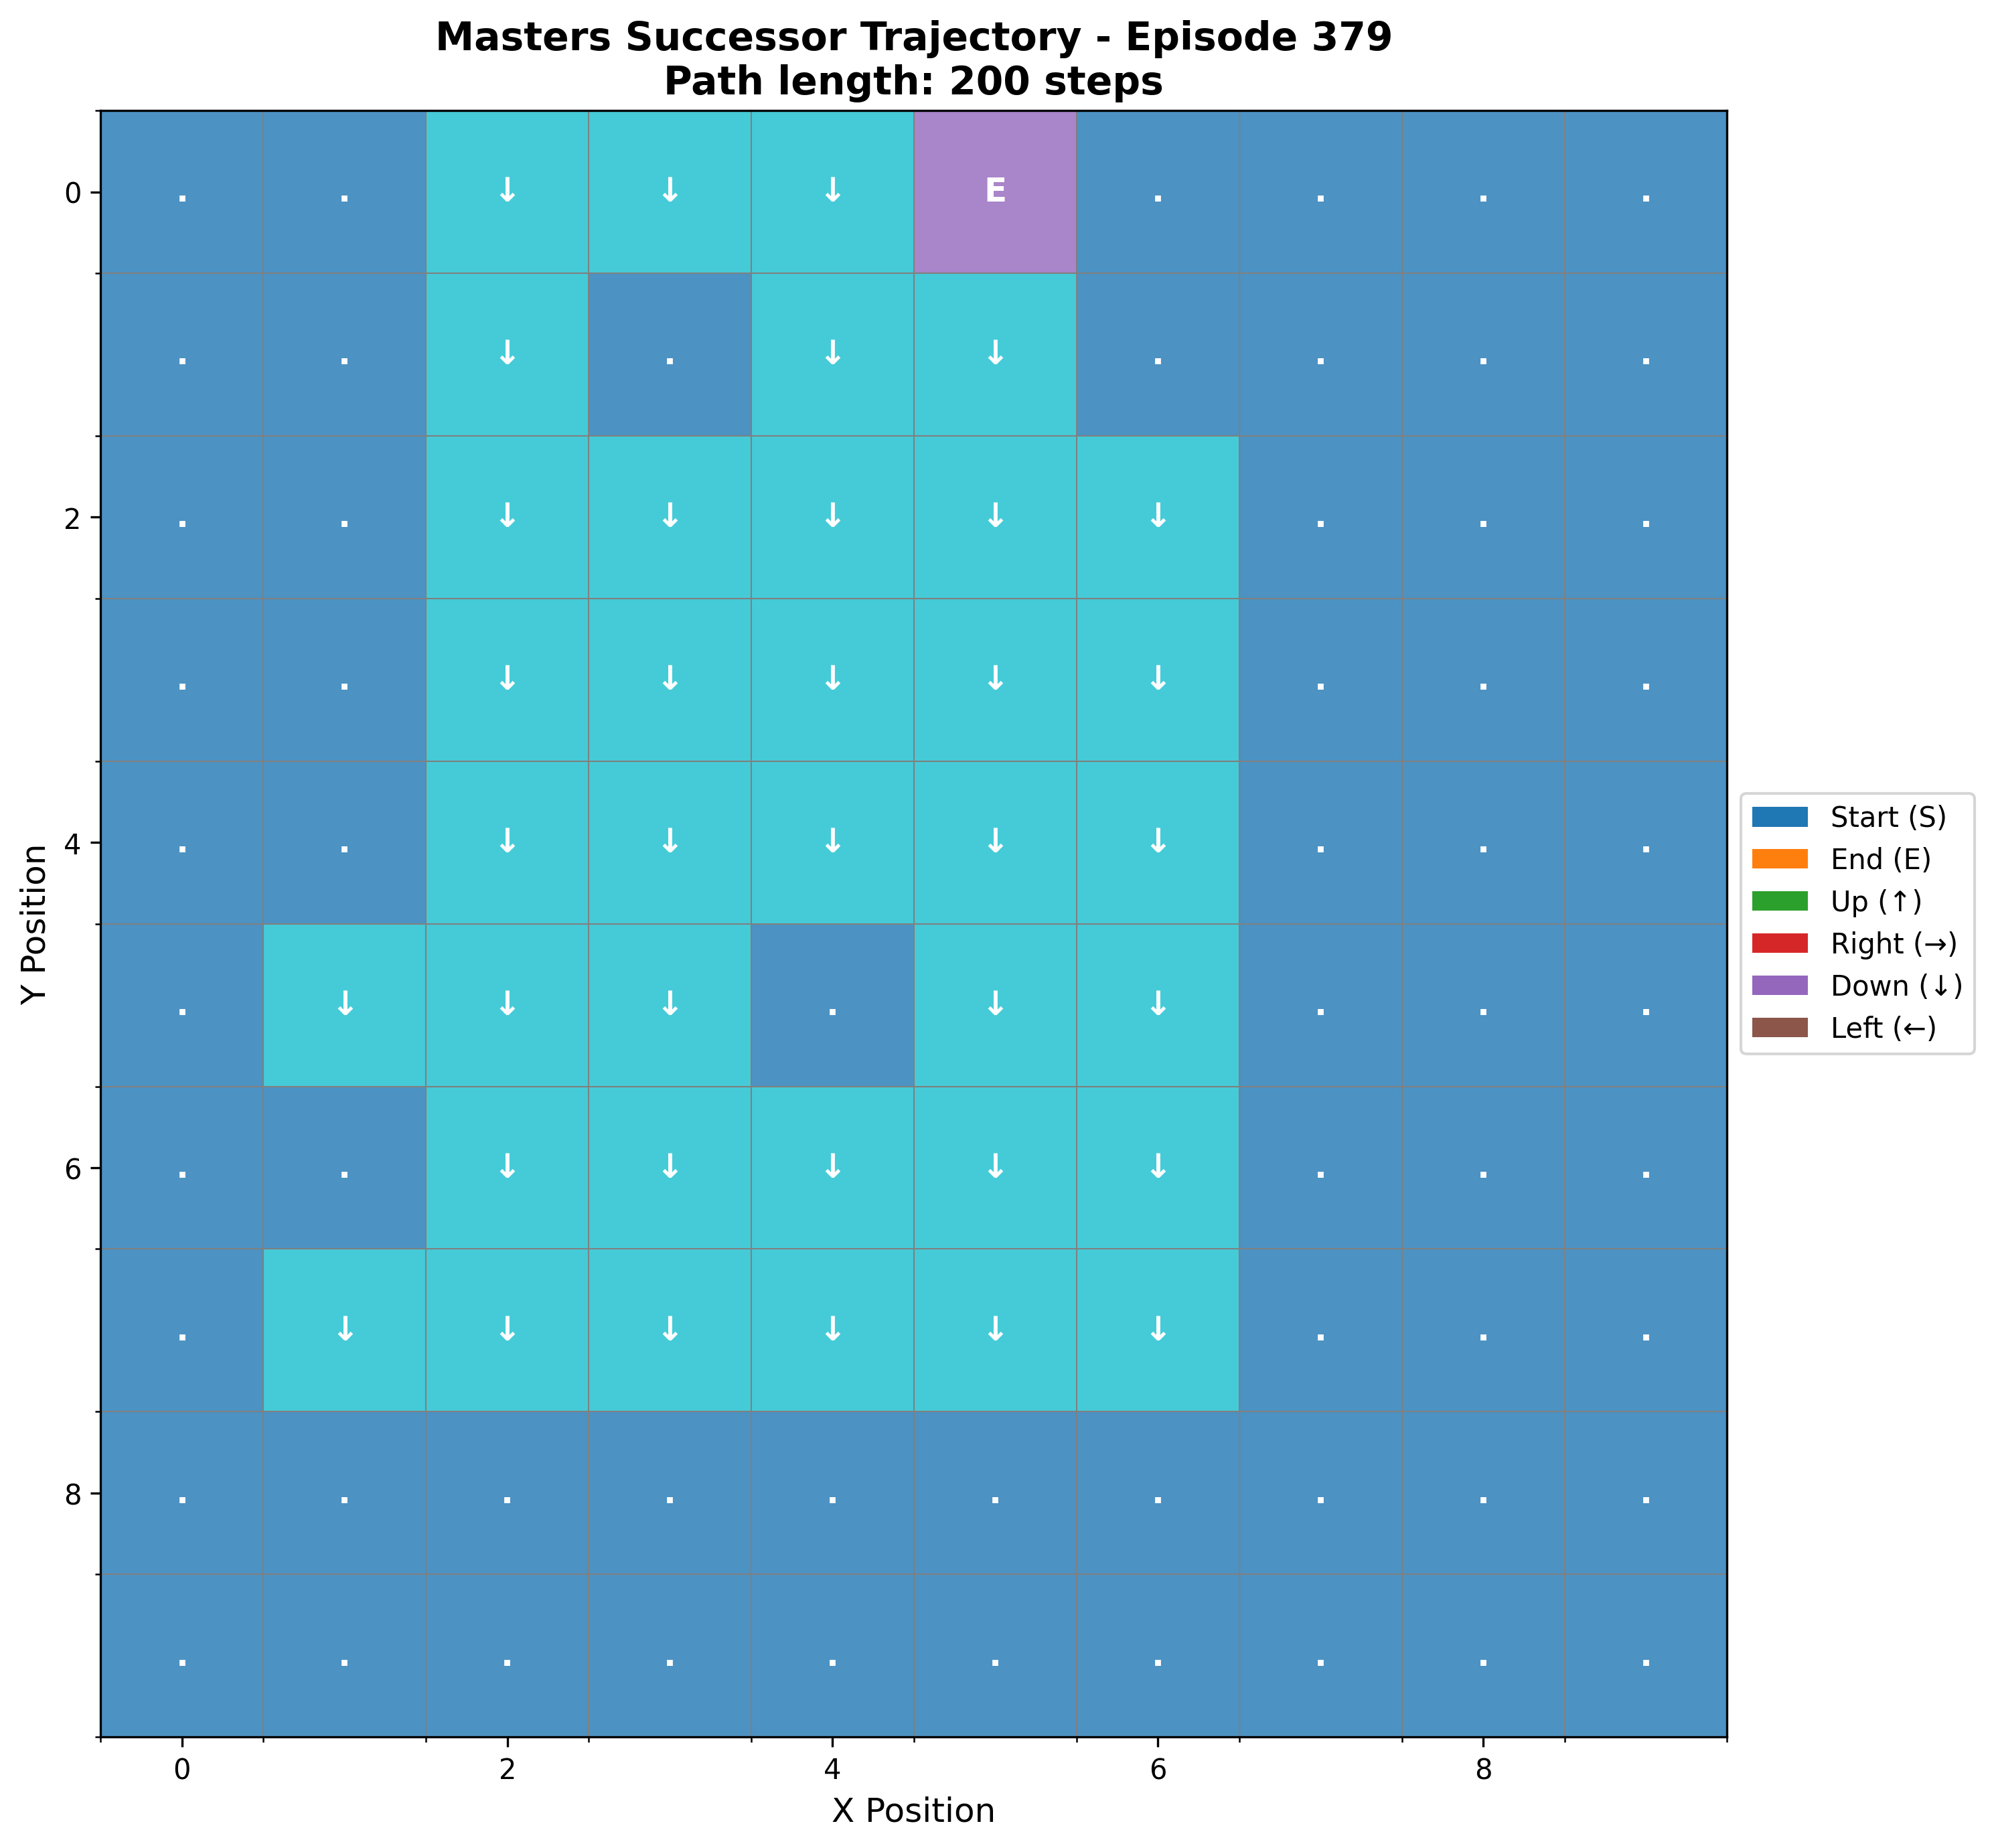 Masters Successor Trajectory - Episode 379
Path length: 200 steps
0 . . ↓ ↓ ↓ E . . . .
. . ↓ . ↓ ↓ . . . .
2 . . ↓ ↓ ↓ ↓ ↓ . . .
. . ↓ ↓ ↓ ↓ ↓ . . .
4 . . ↓ ↓ ↓ ↓ ↓ . . .
. ↓ ↓ ↓ . ↓ ↓ . . .
6 . . ↓ ↓ ↓ ↓ ↓ . . .
. ↓ ↓ ↓ ↓ ↓ ↓ . . .
8 . . . . . . . . . .
. . . . . . . . . .
0 2 4 6 8
X Position
Y Position
Start (S)
End (E)
Up (↑)
Right (→)
Down (↓)
Left (←)